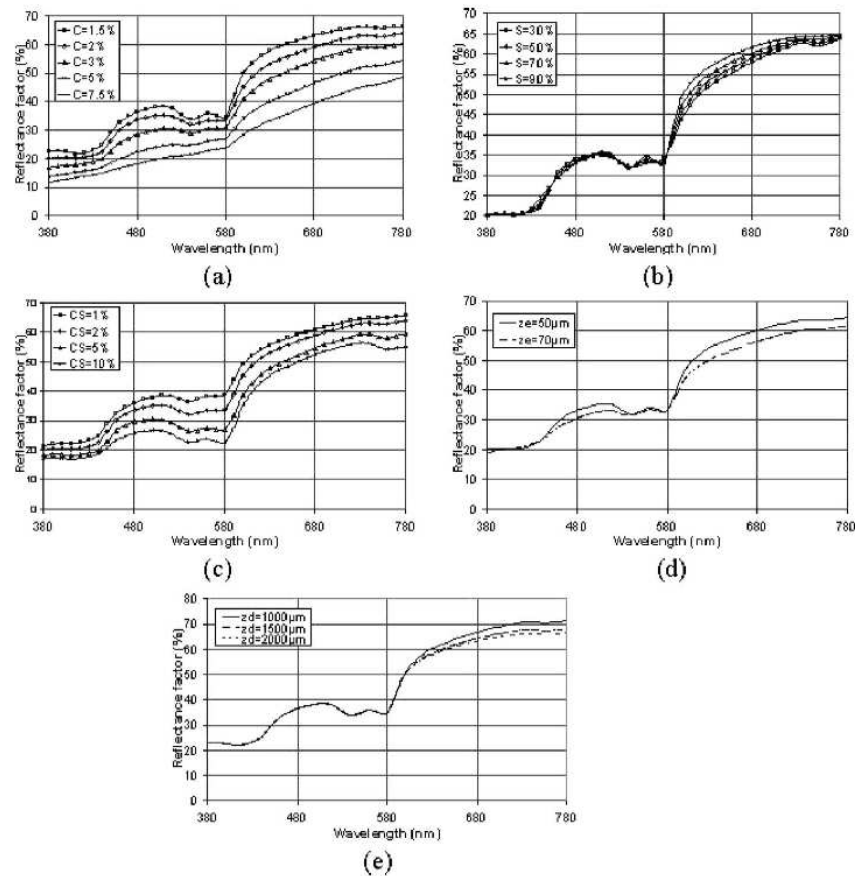 C=1.5%
C=2%
C=3%
C=5%
C=7.5%
Reflectance factor (%)
70
60
50
40
30
20
10
0
380 480 580 680 780
Wavelength (nm)
(a)
S=30%
S=50%
S=70%
S=90%
Reflectance factor (%)
70
65
60
55
50
45
40
35
30
25
20
380 480 580 680 780
Wavelength (nm)
(b)
CS=1%
CS=2%
CS=5%
CS=10%
Reflectance factor (%)
70
60
50
40
30
20
10
0
380 480 580 680 780
Wavelength (nm)
(c)
ze=50µm
ze=70µm
Reflectance factor (%)
70
60
50
40
30
20
10
0
380 480 580 680 780
Wavelength (nm)
(d)
zd=1000µm
zd=1500µm
zd=2000µm
Reflectance factor (%)
80
70
60
50
40
30
20
10
0
380 480 580 680 780
Wavelength (nm)
(e)